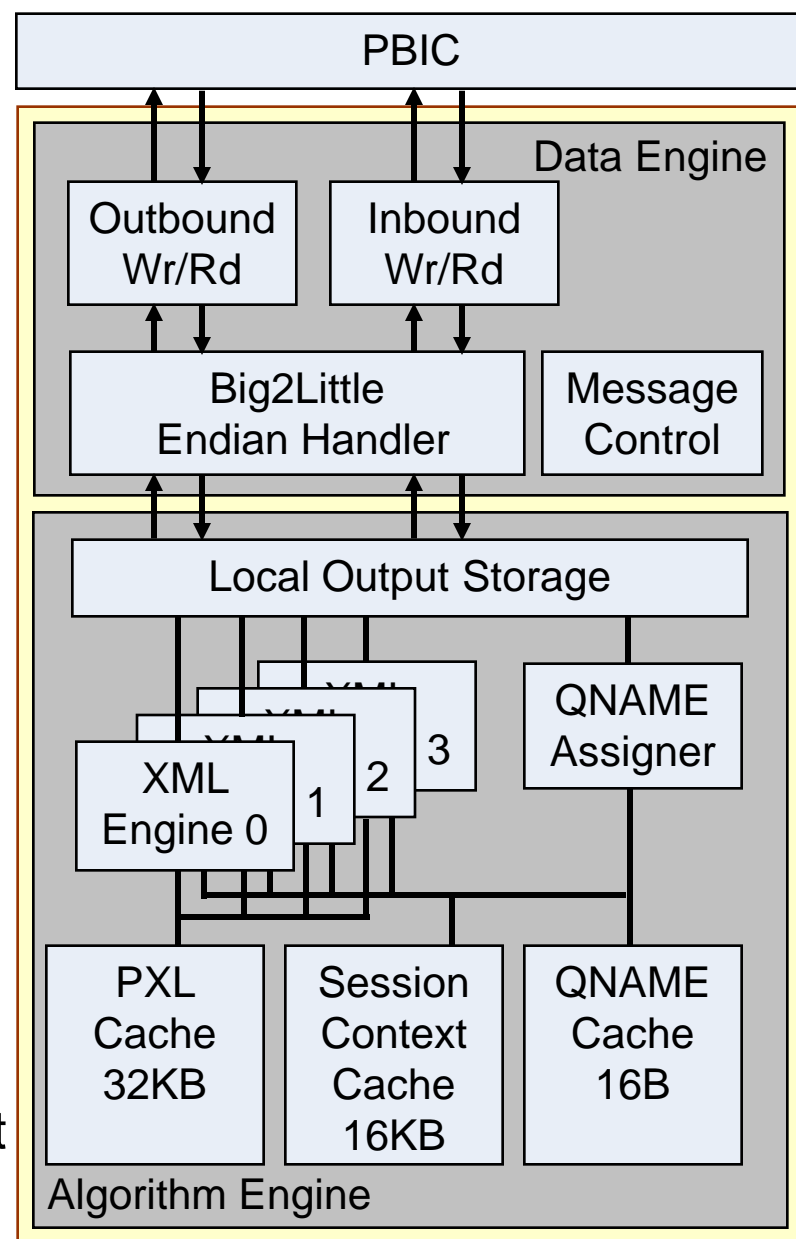 PBIC
Data Engine
Outbound
Wr/Rd
Inbound
Wr/Rd
Big2Little
Endian Handler
Message
Control
Local Output Storage
QNAME
Assigner
3
2
1
XML
Engine 0
PXL
Cache
32KB
Session
Context
Cache
16KB
QNAME
Cache
16B
t
Algorithm Engine